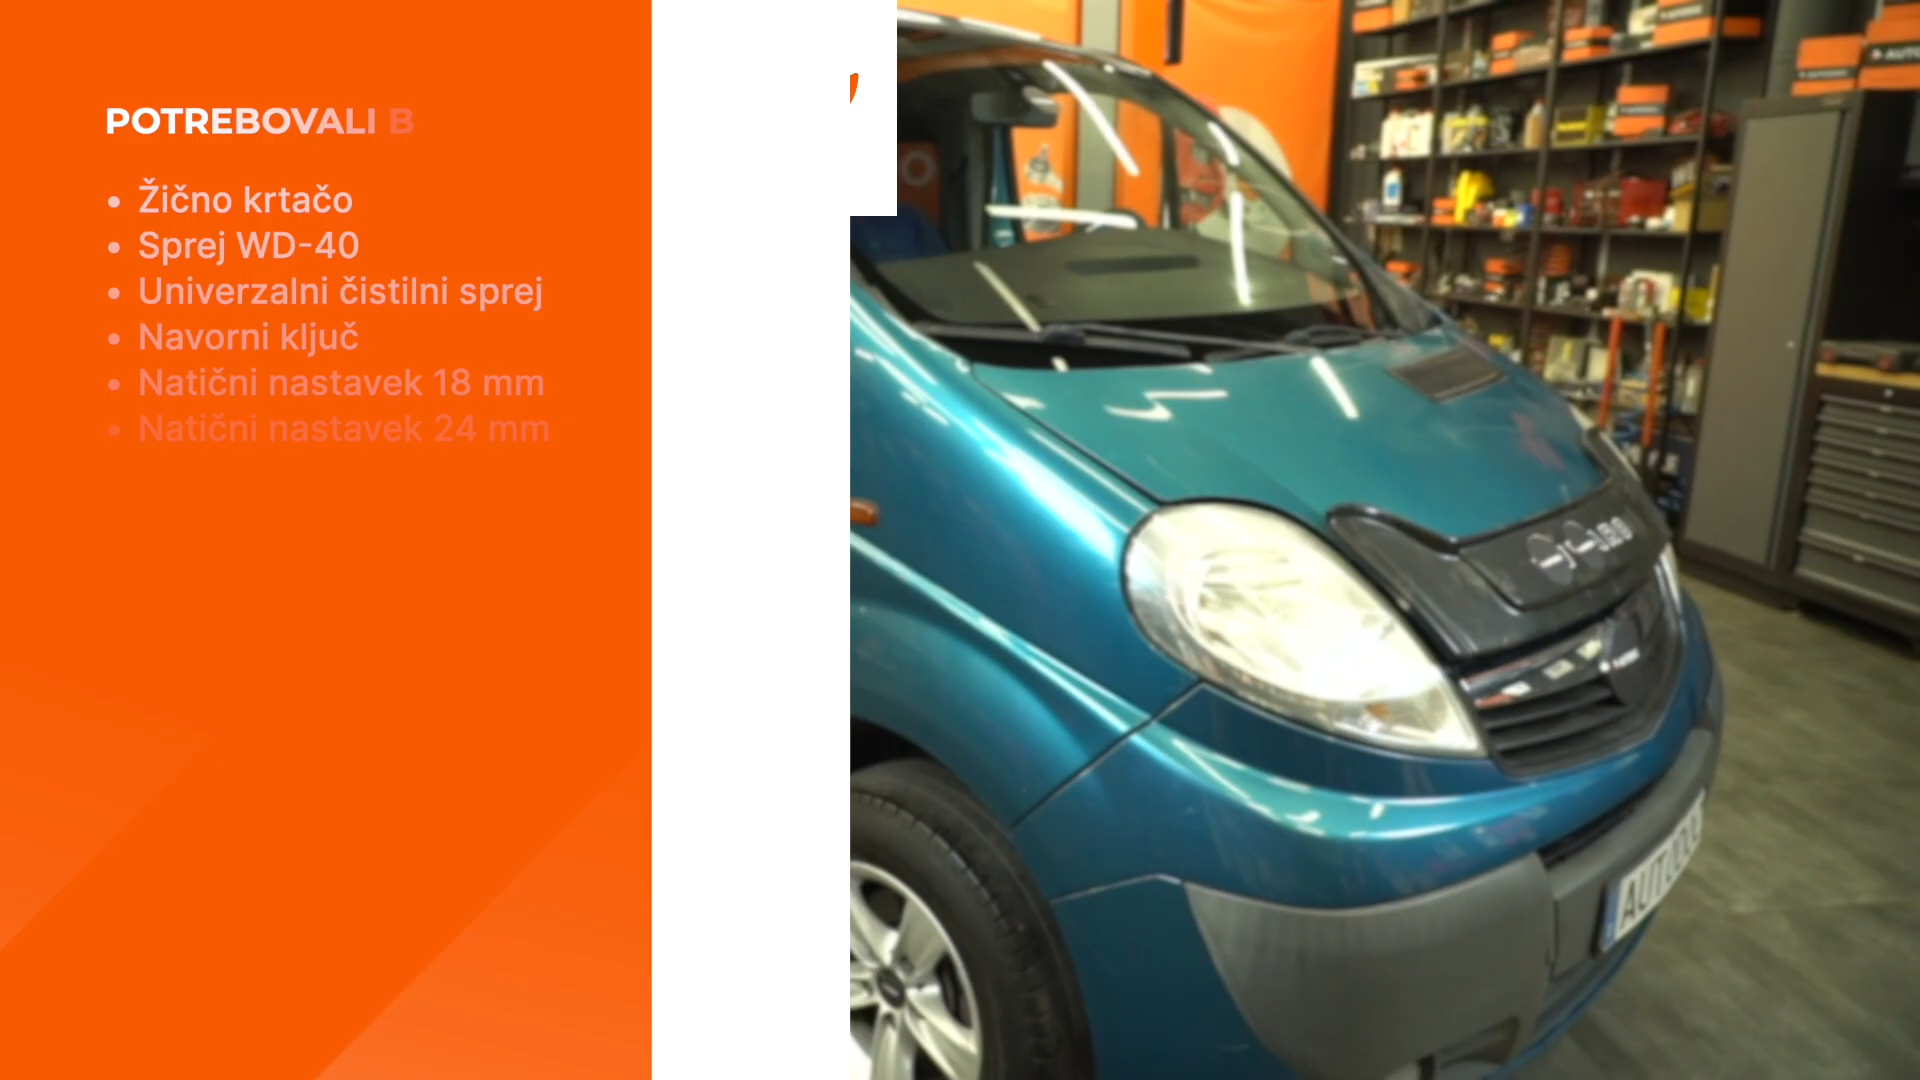 POTREBOVALI B
• Žično krtačo
• Sprej WD-40
• Univerzalni čistilni sprej
• Navorni ključ
• Natični nastavek 18 mm
• Natični nastavek 24 mm
AUTODOC